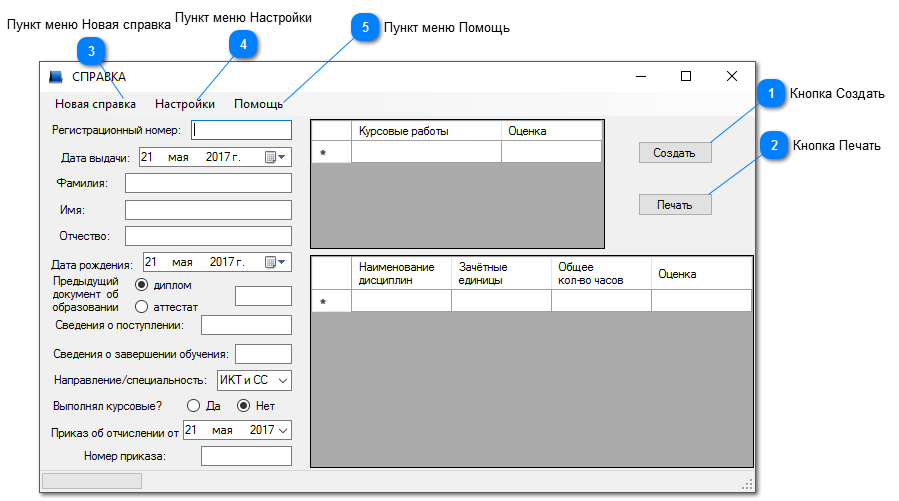 Пункт меню Новая справка
Пункт меню Настройки
Пункт меню Помощь
3
4
5
СПРАВКА
Новая справка
Настройки
Помощь
1
Кнопка Создать
2
Кнопка Печать
Регистрационный номер:
Дата выдачи:
21 мая 2017 г.
Фамилия:
Имя:
Отчество:
Дата рождения:
21 мая 2017 г.
Предыдущий
документ об
образовании
диплом
аттестат
Сведения о поступлении:
Сведения о завершении обучения:
Направление/специальность:
ИКТ и СС
Выполнял курсовые?
Да
Нет
Приказ об отчислении от
21 мая 2017
Номер приказа:
Курсовые работы
Оценка
*
Создать
Печать
Наименование
дисциплин
Зачётные
единицы
Общее
кол-во часов
Оценка
*